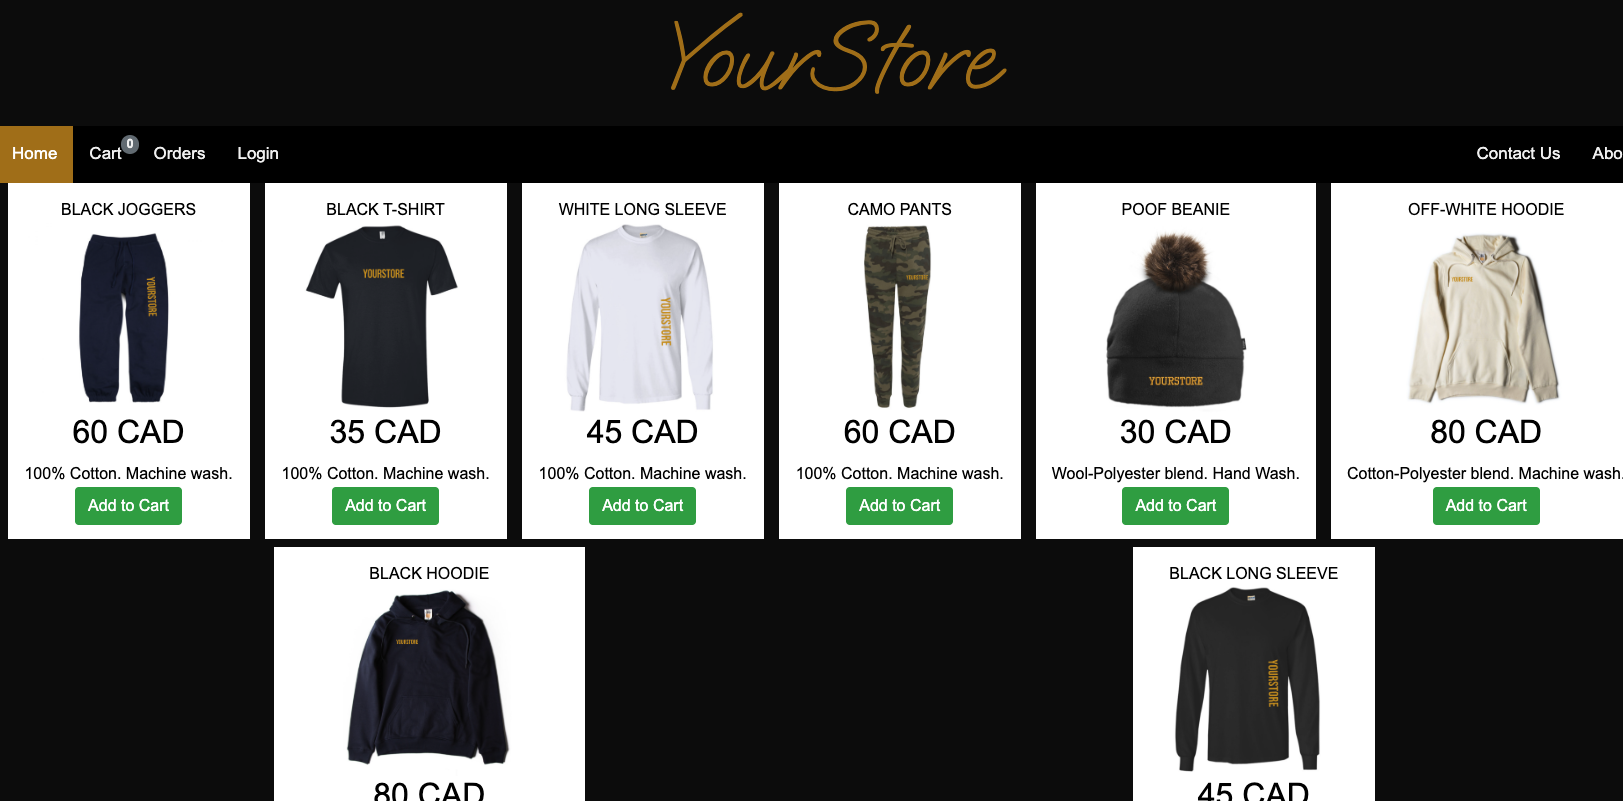 YourStore
Home Cart 0 Orders Login Contact Us Abo
BLACK JOGGERS
YOURSTORE
60 CAD
100% Cotton. Machine wash.
Add to Cart
BLACK T-SHIRT
YOURSTORE
35 CAD
100% Cotton. Machine wash.
Add to Cart
WHITE LONG SLEEVE
YOURSTORE
45 CAD
100% Cotton. Machine wash.
Add to Cart
CAMO PANTS
YOURSTORE
60 CAD
100% Cotton. Machine wash.
Add to Cart
POOF BEANIE
YOURSTORE
30 CAD
Wool-Polyester blend. Hand Wash.
Add to Cart
OFF-WHITE HOODIE
YOURSTORE
80 CAD
Cotton-Polyester blend. Machine wash.
Add to Cart
BLACK HOODIE
YOURSTORE
80 CAD
BLACK LONG SLEEVE
YOURSTORE
45 CAD